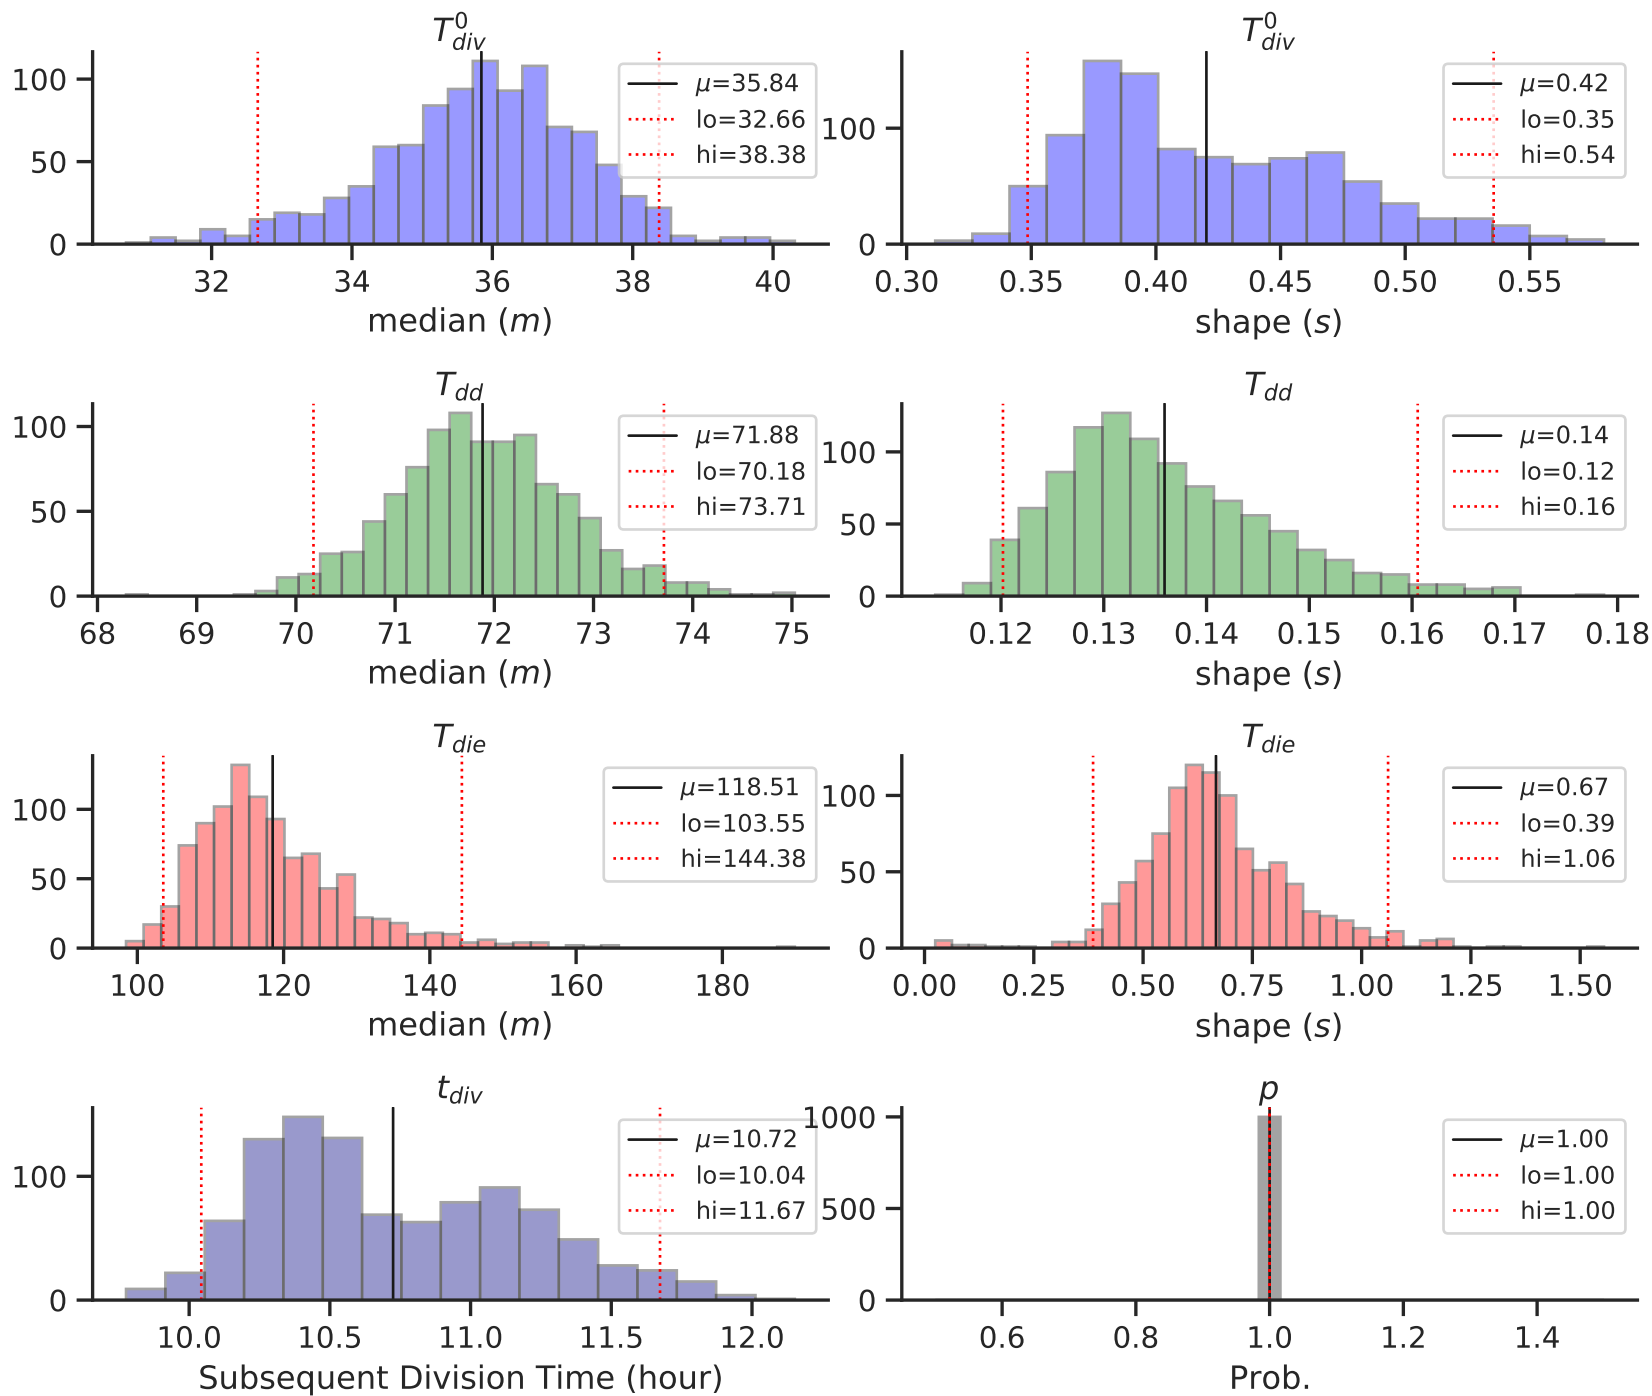 T⁰div
100
50
0
μ=35.84
lo=32.66
hi=38.38
32 34 36 38 40
median (m)
T⁰div
100
0
μ=0.42
lo=0.35
hi=0.54
0.30 0.35 0.40 0.45 0.50 0.55
shape (s)
Tdd
100
50
0
μ=71.88
lo=70.18
hi=73.71
68 69 70 71 72 73 74 75
median (m)
Tdd
100
50
0
μ=0.14
lo=0.12
hi=0.16
0.12 0.13 0.14 0.15 0.16 0.17 0.18
shape (s)
Tdie
100
50
0
μ=118.51
lo=103.55
hi=144.38
100 120 140 160 180
median (m)
Tdie
100
50
0
μ=0.67
lo=0.39
hi=1.06
0.00 0.25 0.50 0.75 1.00 1.25 1.50
shape (s)
tdiv
100
0
μ=10.72
lo=10.04
hi=11.67
10.0 10.5 11.0 11.5 12.0
Subsequent Division Time (hour)
p
1000
500
0
μ=1.00
lo=1.00
hi=1.00
0.6 0.8 1.0 1.2 1.4
Prob.